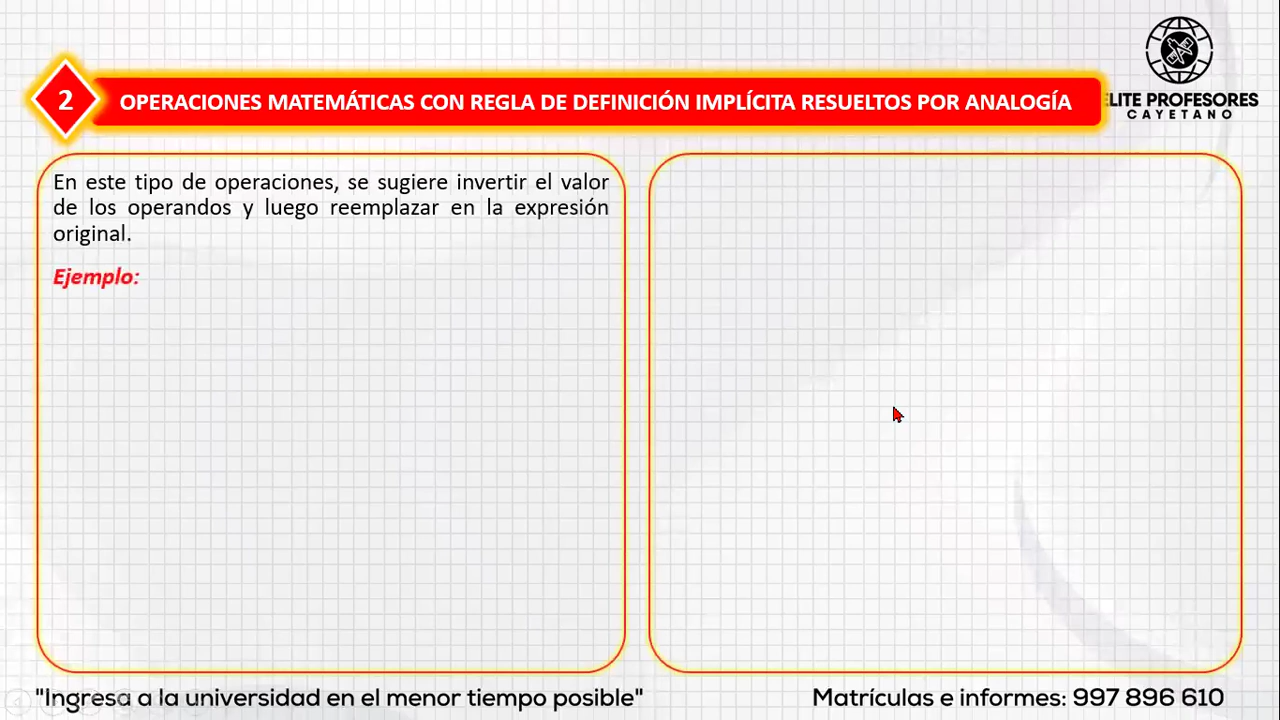 2
OPERACIONES MATEMÁTICAS CON REGLA DE DEFINICIÓN IMPLÍCITA RESUELTOS POR ANALOGÍA
LITE PROFESORES
CAYETANO
En este tipo de operaciones, se sugiere invertir el valor
de los operandos y luego reemplazar en la expresión
original.
Ejemplo:
"Ingresa a la universidad en el menor tiempo posible"
Matrículas e informes: 997 896 610